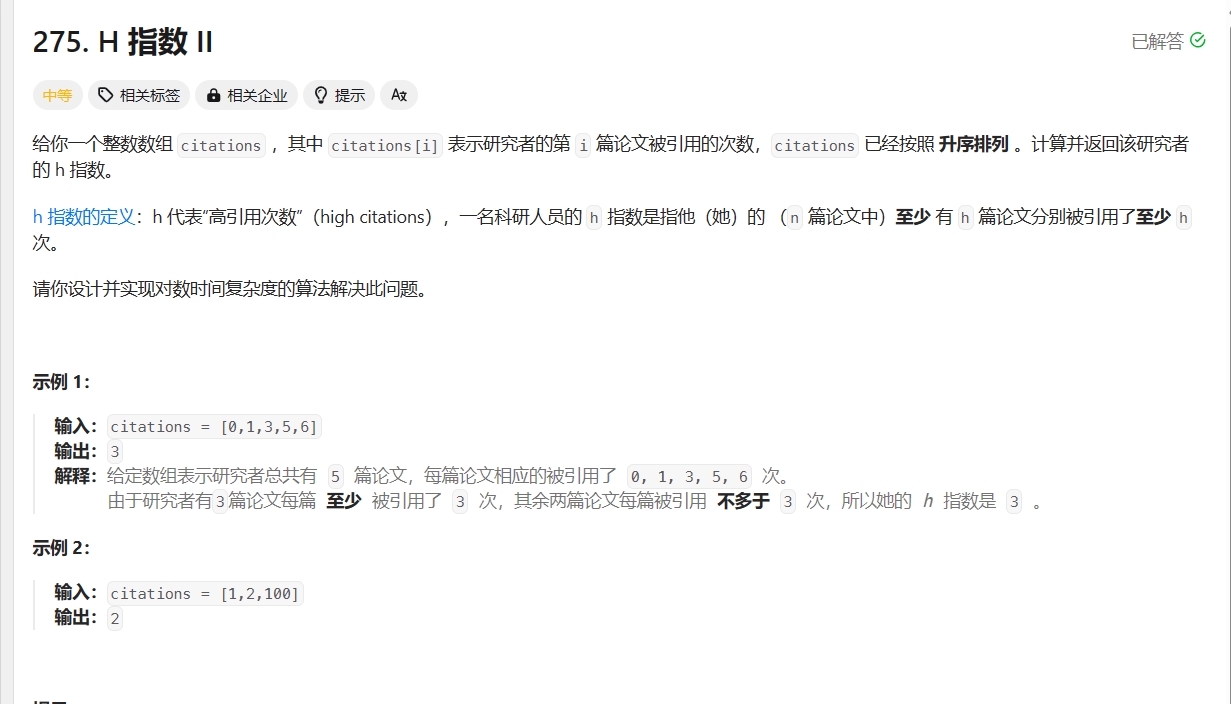 275. H 指数 II
已解答
中等 相关标签 相关企业 提示
给你一个整数数组 citations ，其中 citations[i] 表示研究者的第 i 篇论文被引用的次数，citations 已经按照 升序排列 。计算并返回该研究者
的 h 指数。
h 指数的定义：h 代表“高引用次数”（high citations），一名科研人员的 h 指数是指他（她）的 （n 篇论文中）至少 有 h 篇论文分别被引用了至少 h
次。
请你设计并实现对数时间复杂度的算法解决此问题。
示例 1：
输入：citations = [0,1,3,5,6]
输出：3
解释：给定数组表示研究者总共有 5 篇论文，每篇论文相应的被引用了 0, 1, 3, 5, 6 次。
由于研究者有3篇论文每篇 至少 被引用了 3 次，其余两篇论文每篇被引用 不多于 3 次，所以她的 h 指数是 3 。
示例 2：
输入：citations = [1,2,100]
输出：2